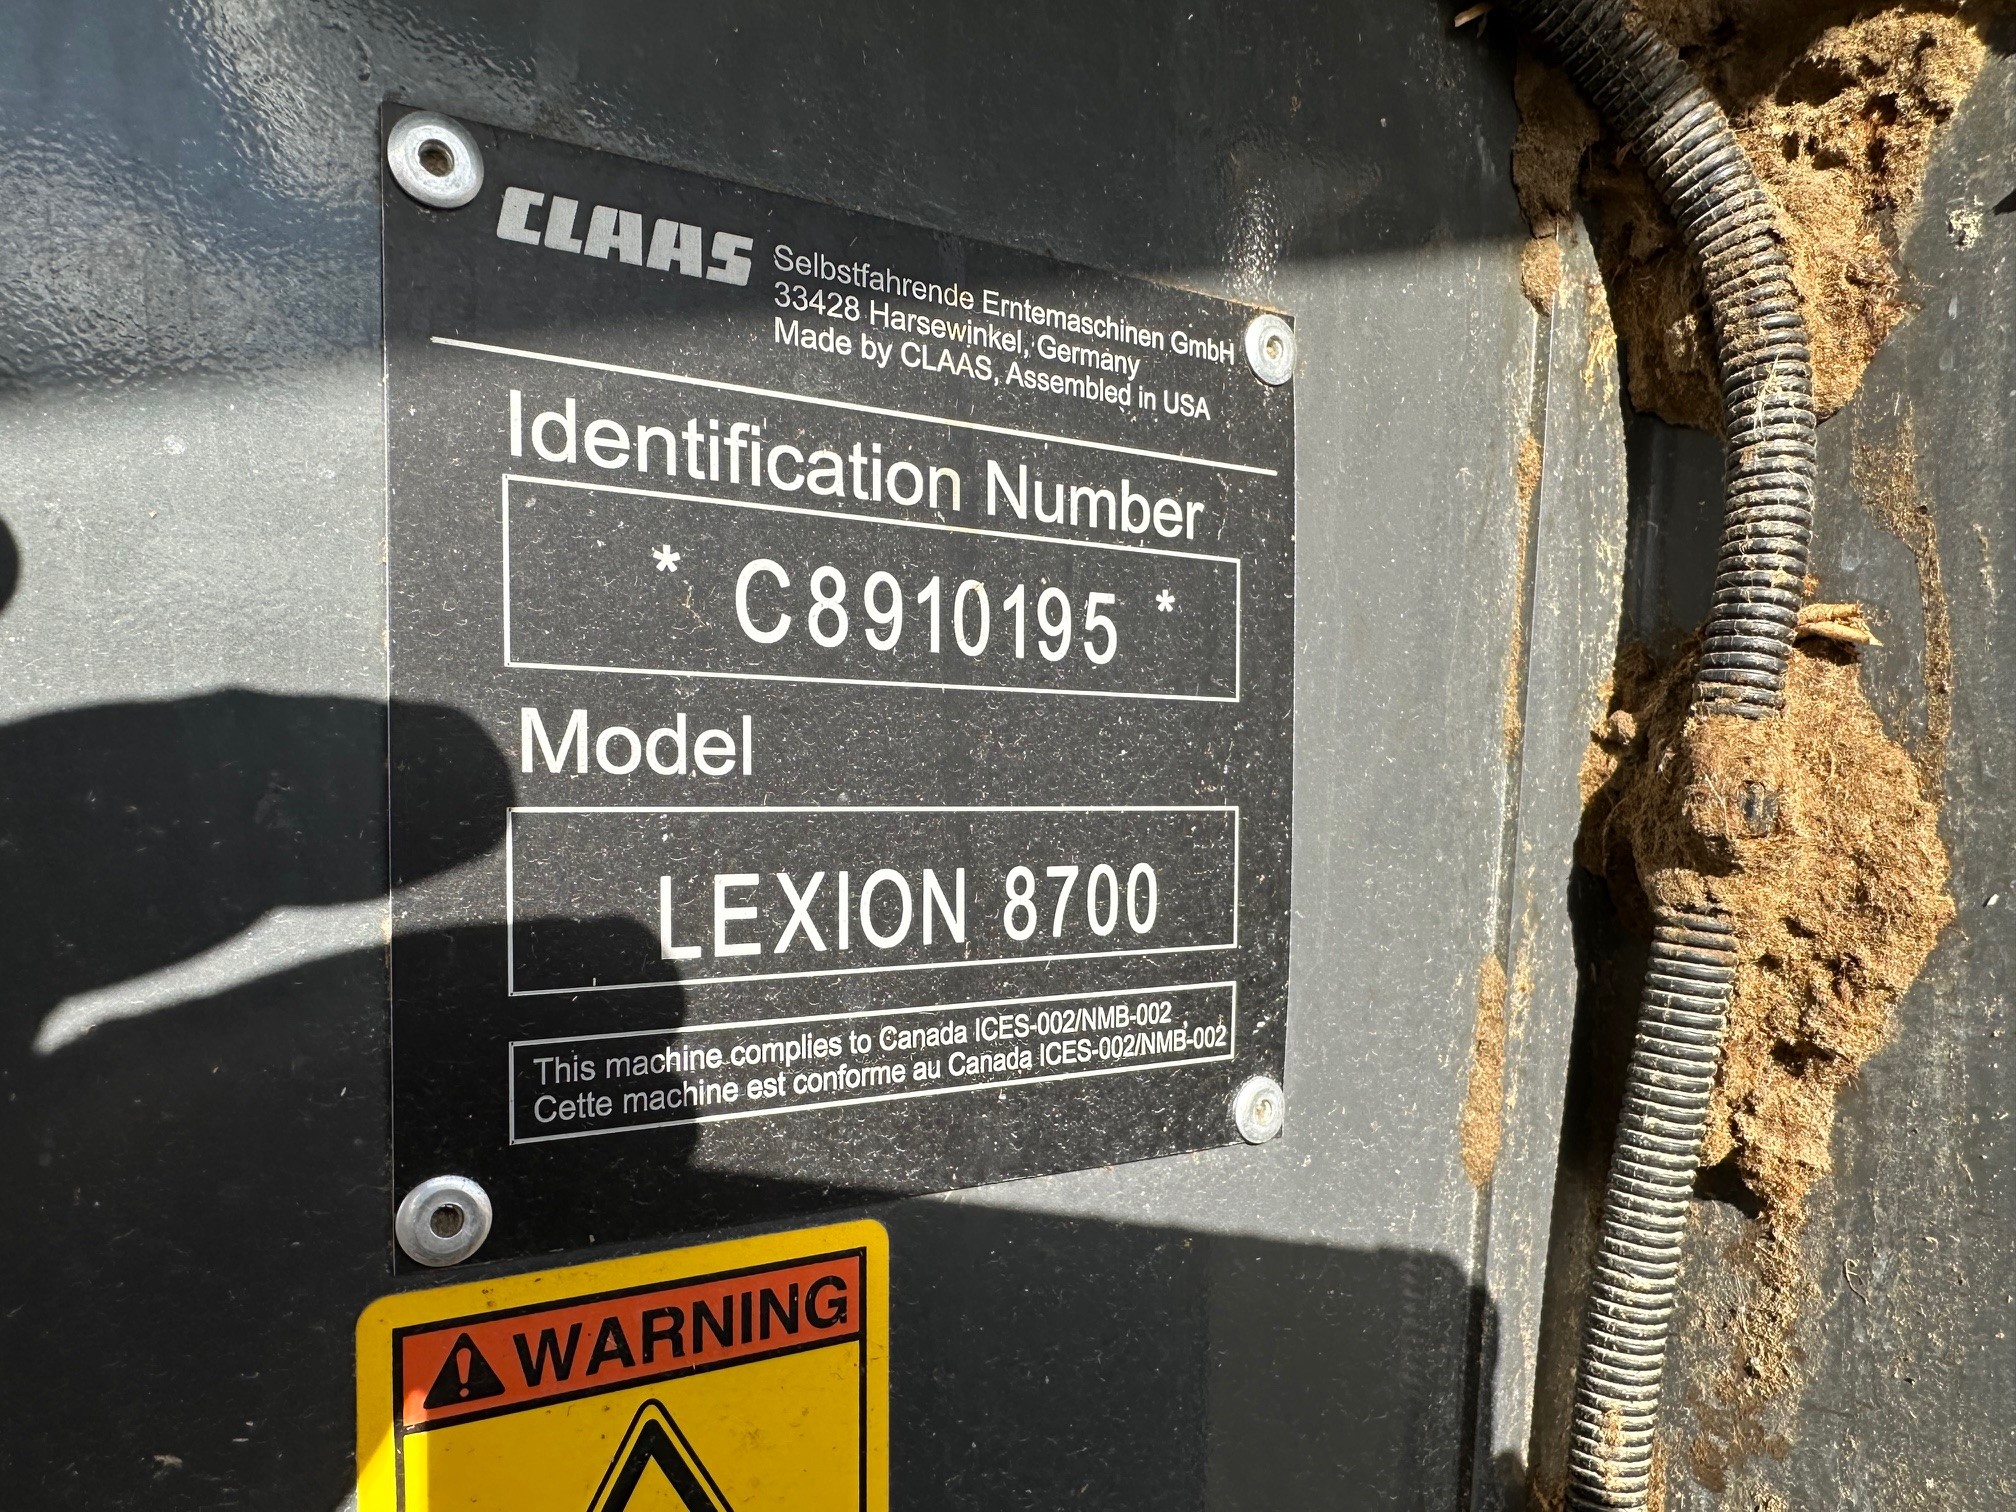 CLAAS
Selbstfahrende Erntemaschinen GmbH
33428 Harsewinkel, Germany
Made by CLAAS, Assembled in USA
Identification Number
* C8910195 *
Model
LEXION 8700
This machine complies to Canada ICES-002/NMB-002 .
Cette machine est conforme au Canada ICES-002/NMB-002
WARNING